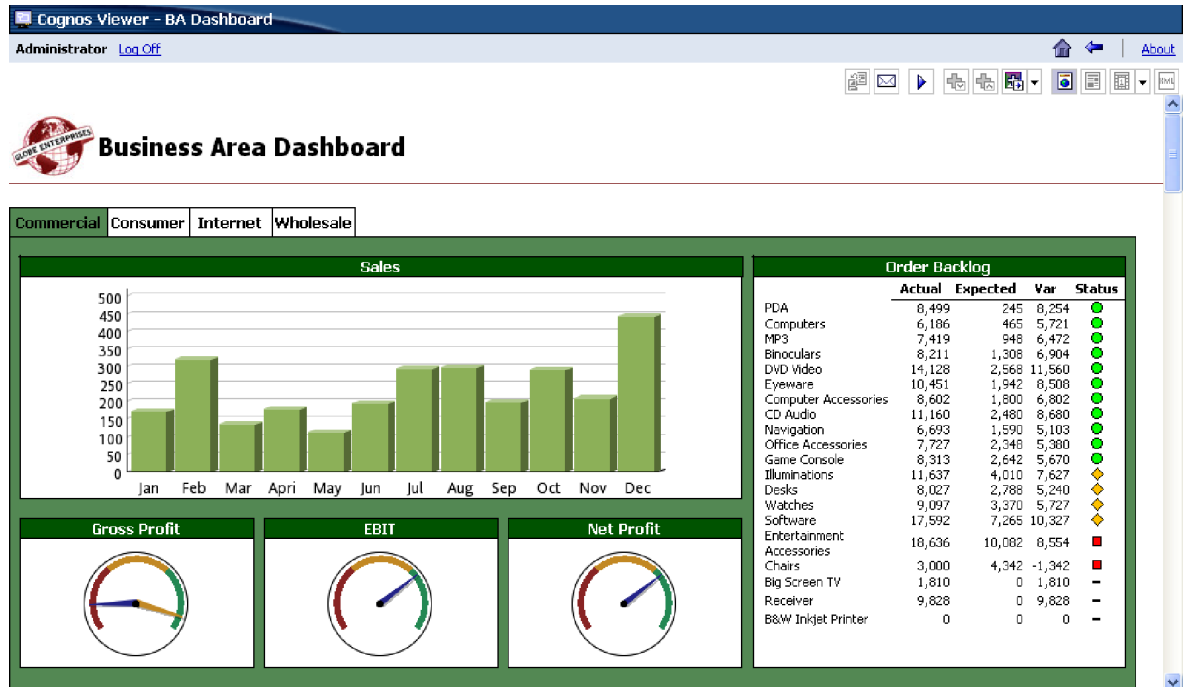 Cognos Viewer - BA Dashboard
Administrator Log Off About
RML
GLOBE ENTERPRISES
Business Area Dashboard
Commercial Consumer Internet Wholesale
Sales
500
450
400
350
300
250
200
150
100
50
0
Jan Feb Mar Apri May Jun Jul Aug Sep Oct Nov Dec
Gross Profit EBIT Net Profit
Order Backlog
Actual Expected Var Status
PDA 8,499 245 8,254
Computers 6,186 465 5,721
MP3 7,419 948 6,472
Binoculars 8,211 1,308 6,904
DVD Video 14,128 2,568 11,560
Eyeware 10,451 1,942 8,508
Computer Accessories 8,602 1,800 6,802
CD Audio 11,160 2,480 8,680
Navigation 6,693 1,590 5,103
Office Accessories 7,727 2,348 5,380
Game Console 8,313 2,642 5,670
Illuminations 11,637 4,010 7,627
Desks 8,027 2,788 5,240
Watches 9,097 3,370 5,727
Software 17,592 7,265 10,327
Entertainment
Accessories 18,636 10,082 8,554
Chairs 3,000 4,342 -1,342
Big Screen TV 1,810 0 1,810 -
Receiver 9,828 0 9,828 -
B&W Inkjet Printer 0 0 0 -